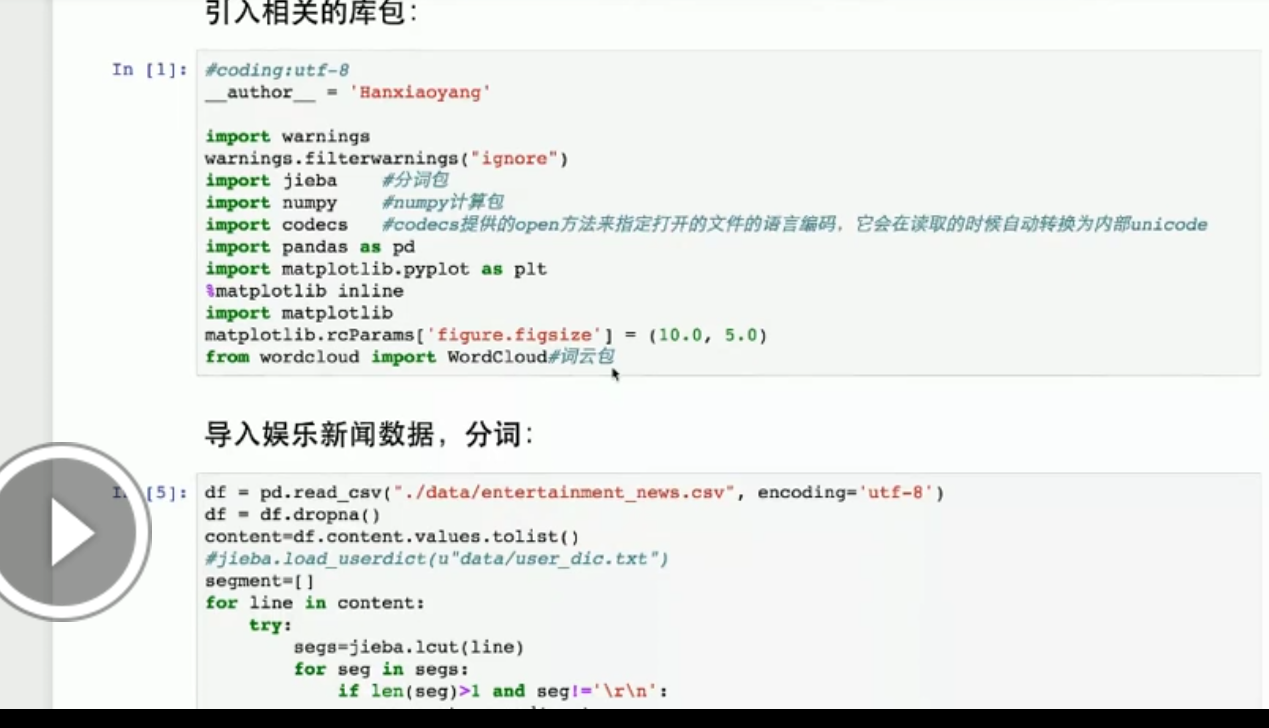 引入相关的库包：
In [1]:
#coding:utf-8
__author__ = 'Hanxiaoyang'
import warnings
warnings.filterwarnings("ignore")
import jieba    #分词包
import numpy    #numpy计算包
import codecs   #codecs提供的open方法来指定打开的文件的语言编码，它会在读取的时候自动转换为内部unicode
import pandas as pd
import matplotlib.pyplot as plt
%matplotlib inline
import matplotlib
matplotlib.rcParams['figure.figsize'] = (10.0, 5.0)
from wordcloud import WordCloud#词云包
导入娱乐新闻数据，分词：
[5]:
df = pd.read_csv("./data/entertainment_news.csv", encoding='utf-8')
df = df.dropna()
content=df.content.values.tolist()
#jieba.load_userdict(u"data/user_dic.txt")
segment=[]
for line in content:
    try:
        segs=jieba.lcut(line)
        for seg in segs:
            if len(seg)>1 and seg!='\r\n':